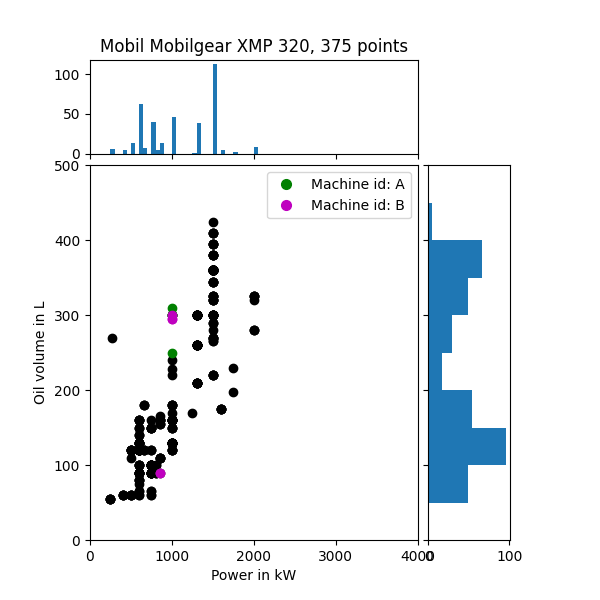 Mobil Mobilgear XMP 320, 375 points
100
50
0
500
400
300
200
100
0
Oil volume in L
Machine id: A
Machine id: B
0 1000 2000 3000 4000
0 100
Power in kW